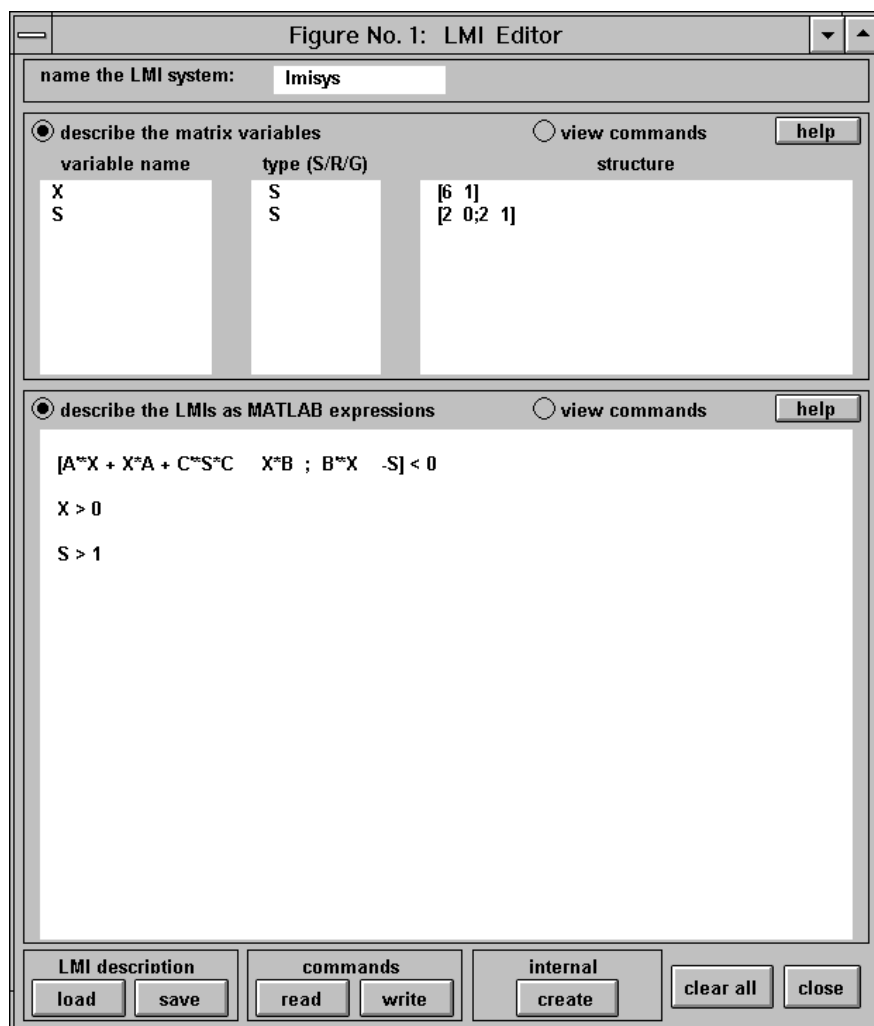 Figure No. 1: LMI Editor
name the LMI system: lmisys
describe the matrix variables view commands help
variable name type (S/R/G) structure
X S [6 1]
S S [2 0;2 1]
describe the LMIs as MATLAB expressions view commands help
[A'*X + X*A + C'*S*C X*B ; B'*X -S] < 0
X > 0
S > 1
LMI description commands internal
load save read write create clear all close